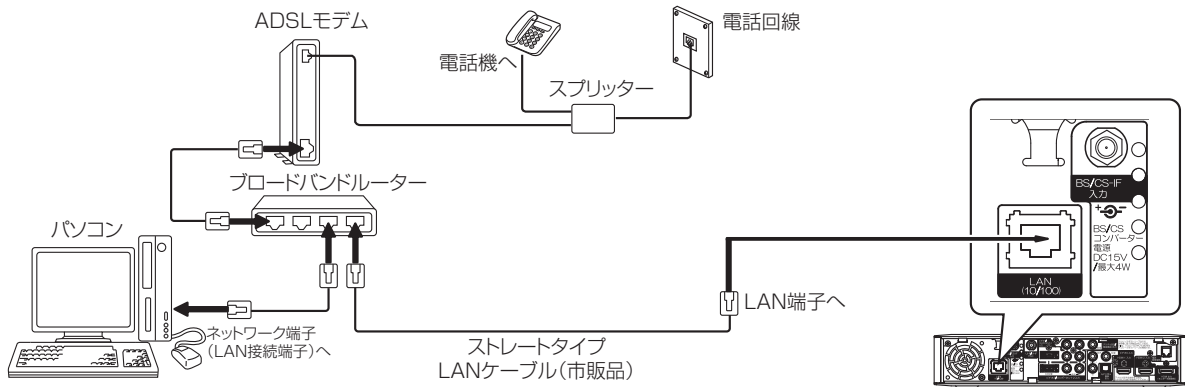 ADSLモデム
電話機へ
電話回線
スプリッター
ブロードバンドルーター
パソコン
ネットワーク端子
(LAN接続端子)へ
ストレートタイプ
LANケーブル(市販品)
LAN端子へ
BS/CS-IF
入力
BS/CS
コンバーター
電源
DC15V
/最大4W
LAN
(10/100)